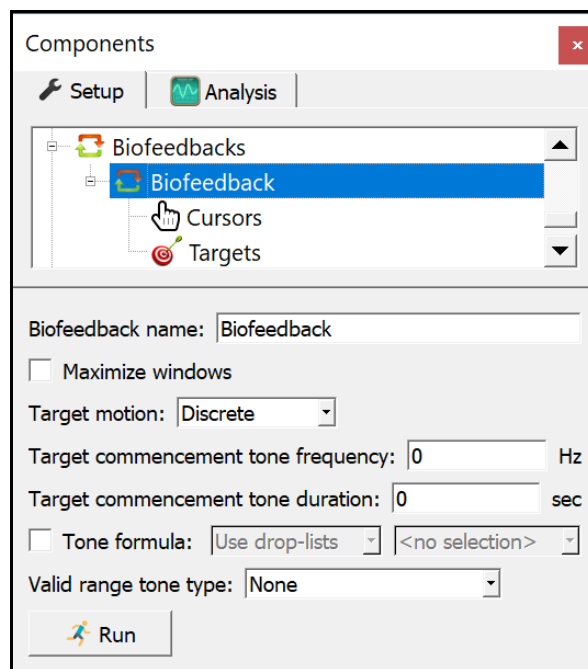 Components
Setup Analysis
Biofeedbacks
Biofeedback
Cursors
Targets
Biofeedback name: Biofeedback
Maximize windows
Target motion: Discrete
Target commencement tone frequency: 0 Hz
Target commencement tone duration: 0 sec
Tone formula: Use drop-lists <no selection>
Valid range tone type: None
Run